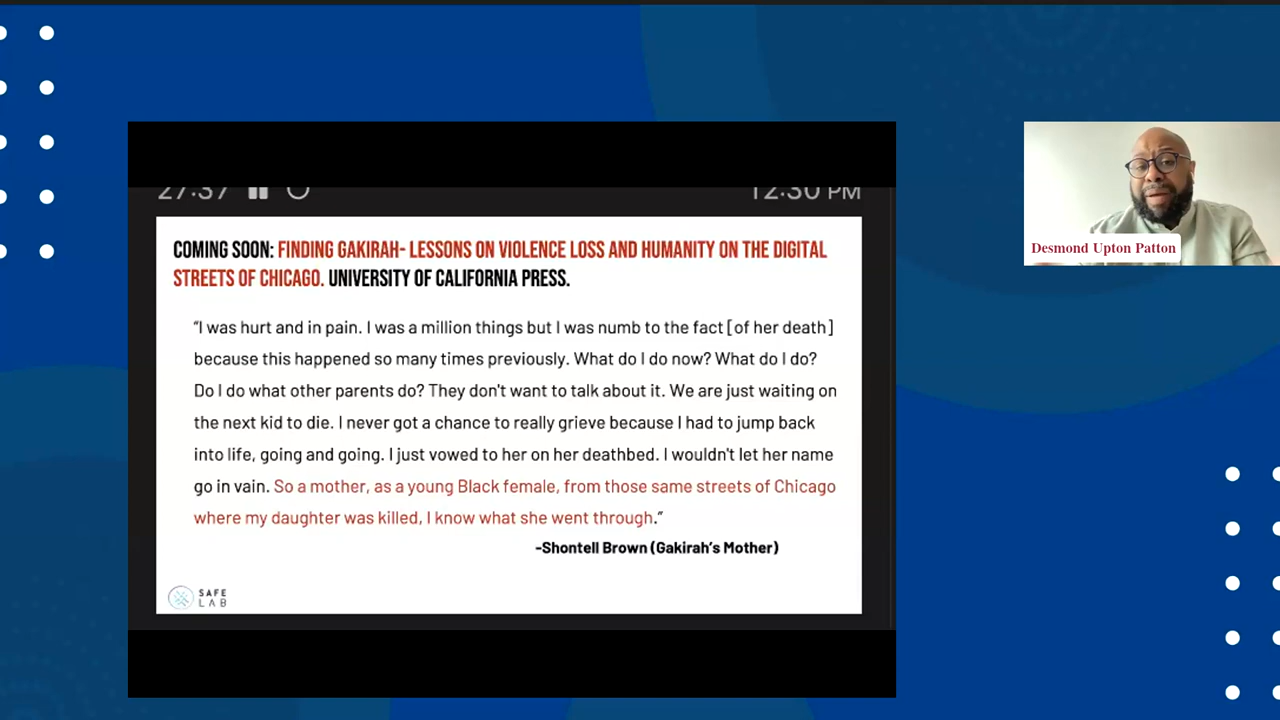 27:37
12:30 PM
COMING SOON: FINDING GAKIRAH- LESSONS ON VIOLENCE LOSS AND HUMANITY ON THE DIGITAL
STREETS OF CHICAGO. UNIVERSITY OF CALIFORNIA PRESS.
“I was hurt and in pain. I was a million things but I was numb to the fact [of her death]
because this happened so many times previously. What do I do now? What do I do?
Do I do what other parents do? They don't want to talk about it. We are just waiting on
the next kid to die. I never got a chance to really grieve because I had to jump back
into life, going and going. I just vowed to her on her deathbed. I wouldn't let her name
go in vain. So a mother, as a young Black female, from those same streets of Chicago
where my daughter was killed, I know what she went through.”
-Shontell Brown (Gakirah’s Mother)
SAFE
LAB
Desmond Upton Patton